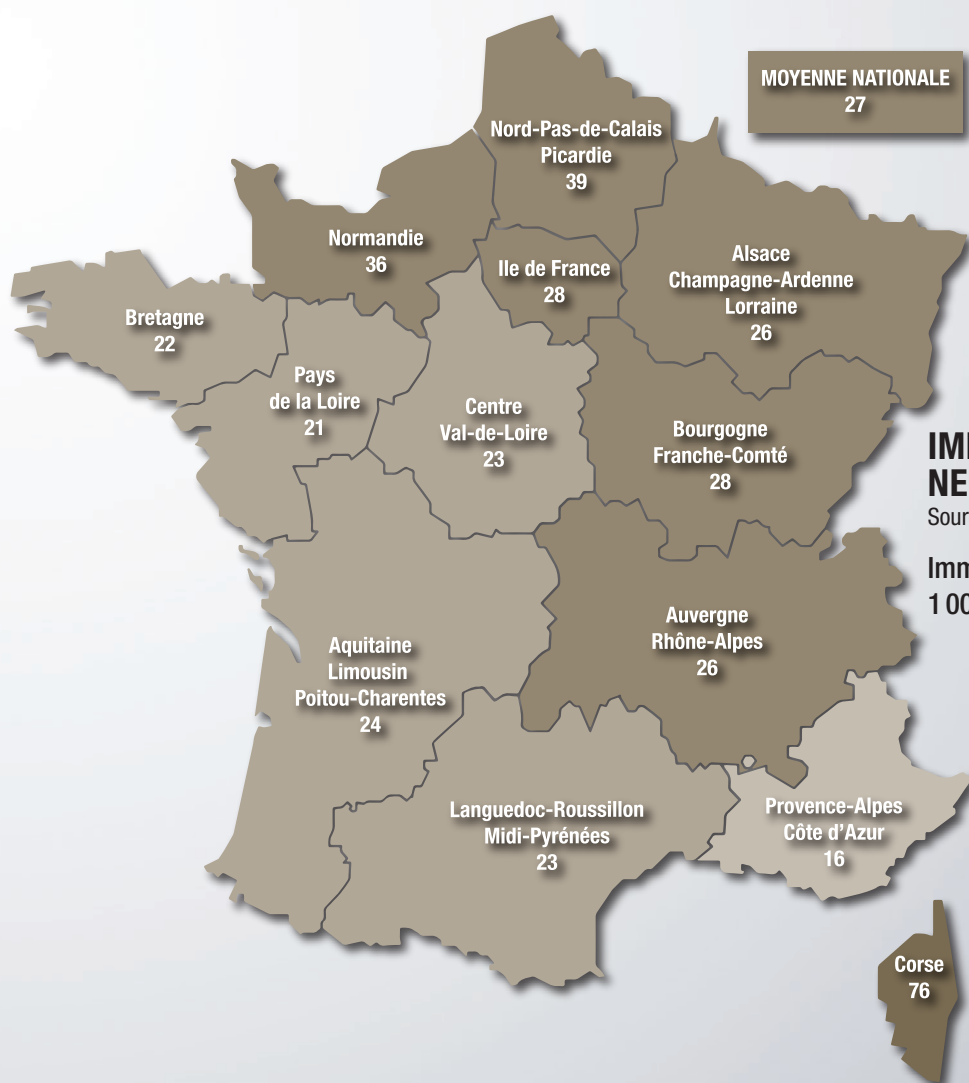 MOYENNE NATIONALE
27
Nord-Pas-de-Calais
Picardie
39
Normandie
36
Ile de France
28
Alsace
Champagne-Ardenne
Lorraine
26
Bretagne
22
Pays
de la Loire
21
Centre
Val-de-Loire
23
Bourgogne
Franche-Comté
28
Auvergne
Rhône-Alpes
26
Aquitaine
Limousin
Poitou-Charentes
24
Languedoc-Roussillon
Midi-Pyrénées
23
Provence-Alpes
Côte d’Azur
16
Corse
76